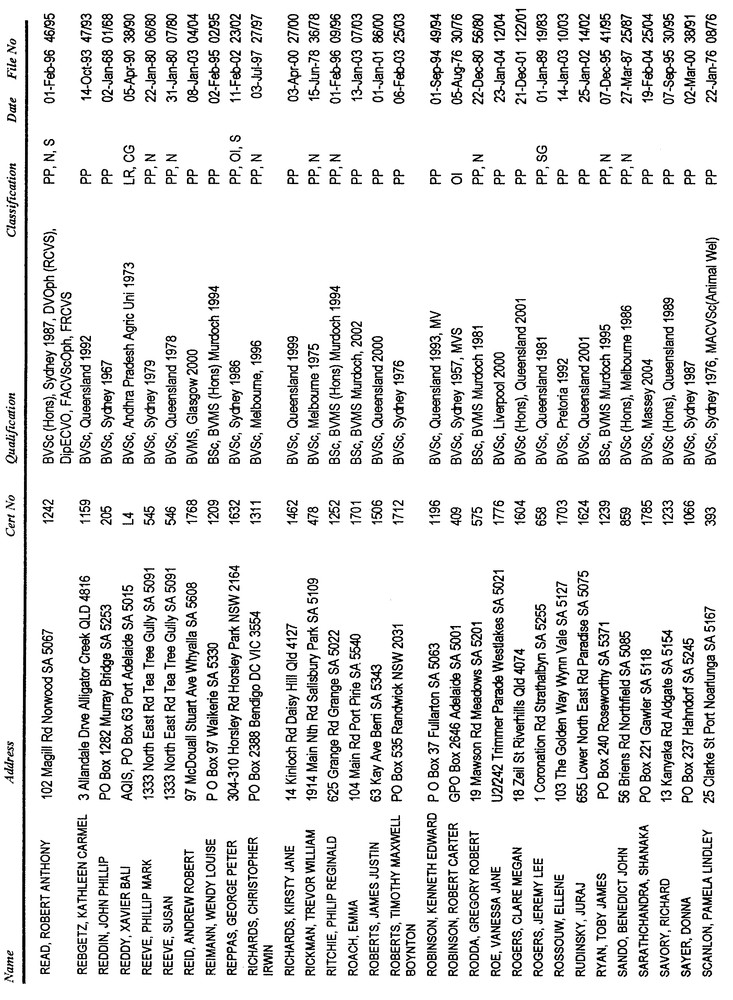 Name Address Cert No Qualification Classification Date File No
READ, ROBERT ANTHONY 102 Magill Rd Norwood SA 5067 1242 BVSc (Hons), Sydney 1987, DVOph (RCVS), PP, N, S 01-Feb-96 46/95
DipECVO, FACVScOph, FRCVS
REBGETZ, KATHLEEN CARMEL 3 Allandale Drve Alligator Creek QLD 4816 1159 BVSc, Queensland 1992 PP 14-Oct-93 47/93
REDDIN, JOHN PHILLIP PO Box 1282 Murray Bridge SA 5253 205 BVSc, Sydney 1967 PP 02-Jan-68 01/68
REDDY, XAVIER BALI AQIS, PO Box 63 Port Adelaide SA 5015 L4 BVSc, Andhra Pradesh Agric Uni 1973 LR, CG 05-Apr-90 38/90
REEVE, PHILLIP MARK 1333 North East Rd Tea Tree Gully SA 5091 545 BVSc, Sydney 1979 PP, N 22-Jan-80 06/80
REEVE, SUSAN 1333 North East Rd Tea Tree Gully SA 5091 546 BVSc, Queensland 1978 PP, N 31-Jan-80 07/80
REID, ANDREW ROBERT 97 McDouall Stuart Ave Whyalla SA 5608 1768 BVMS, Glasgow 2000 PP 08-Jan-03 04/04
REIMANN, WENDY LOUISE P O Box 97 Waikerie SA 5330 1209 BSc, BVMS (Hons) Murdoch 1994 PP 02-Feb-95 02/95
REPPAS, GEORGE PETER 304-310 Horsley Rd Horsley Park NSW 2164 1632 BVSc, Sydney 1986 PP, OI, S 11-Feb-02 23/02
RICHARDS, CHRISTOPHER PO Box 2388 Bendigo DC VIC 3554 1311 BVSc, Melbourne, 1996 PP, N 03-Jul-97 27/97
IRWIN
RICHARDS, KIRSTY JANE 14 Kinloch Rd Daisy Hill Qld 4127 1462 BVSc, Queensland 1999 PP 03-Apr-00 27/00
RICKMAN, TREVOR WILLIAM 1914 Main Nth Rd Salisbury Park SA 5109 478 BVSc, Melbourne 1975 PP, N 15-Jun-78 36/78
RITCHIE, PHILIP REGINALD 625 Grange Rd Grange SA 5022 1252 BSc, BVMS (Hons) Murdoch 1994 PP, N 01-Feb-96 09/96
ROACH, EMMA 104 Main Rd Port Pirie SA 5540 1701 BSc, BVMS Murdoch, 2002 PP 13-Jan-03 07/03
ROBERTS, JAMES JUSTIN 63 Kay Ave Berri SA 5343 1506 BVSc, Queensland 2000 PP 01-Jan-01 86/00
ROBERTS, TIMOTHY MAXWELL PO Box 535 Randwick NSW 2031 1712 BVSc, Sydney 1976 PP 06-Feb-03 25/03
BOYNTON
ROBINSON, KENNETH EDWARD P O Box 37 Fullarton SA 5063 1196 BVSc, Queensland 1993, MV PP 01-Sep-94 49/94
ROBINSON, ROBERT CARTER GPO Box 2646 Adelaide SA 5001 409 BVSc, Sydney 1957, MVS OI 05-Aug-76 30/76
RODDA, GREGORY ROBERT 19 Mawson Rd Meadows SA 5201 575 BSc, BVMS Murdoch 1981 PP, N 22-Dec-80 56/80
ROE, VANESSA JANE U2/242 Trimmer Parade Westlakes SA 5021 1776 BVSc, Liverpool 2000 PP 23-Jan-04 12/04
ROGERS, CLARE MEGAN 18 Zeil St Riverhills Qld 4074 1604 BVSc (Hons), Queensland 2001 PP 21-Dec-01 122/01
ROGERS, JEREMY LEE 1 Coronation Rd Strathalbyn SA 5255 658 BVSc, Queensland 1981 PP, SG 01-Jan-89 19/83
ROSSOUW, ELLENE 103 The Golden Way Wynn Vale SA 5127 1703 BVSc, Pretoria 1992 PP 14-Jan-03 10/03
RUDINSKY, JURAJ 655 Lower North East Rd Paradise SA 5075 1624 BVSc, Queensland 2001 PP 25-Jan-02 14/02
RYAN, TOBY JAMES PO Box 240 Roseworthy SA 5371 1239 BSc, BVMS Murdoch 1995 PP, N 07-Dec-95 41/95
SANDO, BENEDICT JOHN 56 Briens Rd Northfield SA 5085 859 BVSc (Hons), Melbourne 1986 PP, N 27-Mar-87 25/87
SARATHCHANDRA, SHANAKA PO Box 221 Gawler SA 5118 1785 BVSc, Massey 2004 PP 19-Feb-04 25/04
SAVORY, RICHARD 13 Kanyaka Rd Aldgate SA 5154 1233 BVSc (Hons), Queensland 1989 PP 07-Sep-95 30/95
SAYER, DONNA PO Box 237 Hahndorf SA 5245 1066 BVSc, Sydney 1987 PP 02-Mar-00 38/91
SCANLON, PAMELA LINDLEY 25 Clarke St Port Noarlunga SA 5167 393 BVSc, Sydney 1976, MACVSc(Animal Wel) PP 22-Jan-76 08/76